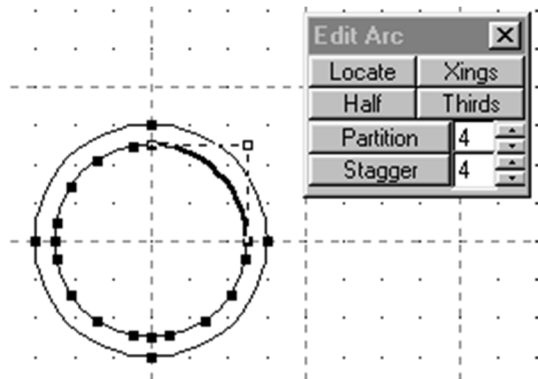 Edit Arc
Locate Xings
Half Thirds
Partition 4
Stagger 4